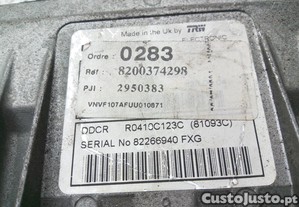 Made in the Uk by TRW
ELECTRONIC
Ordre : 0283
Réf : 8200374298
PJI : 2950383
VNVF107AFUU010871
DDCR R0410C123C (81093C)
SERIAL No 82266940 FXG
CustoJusto.pt